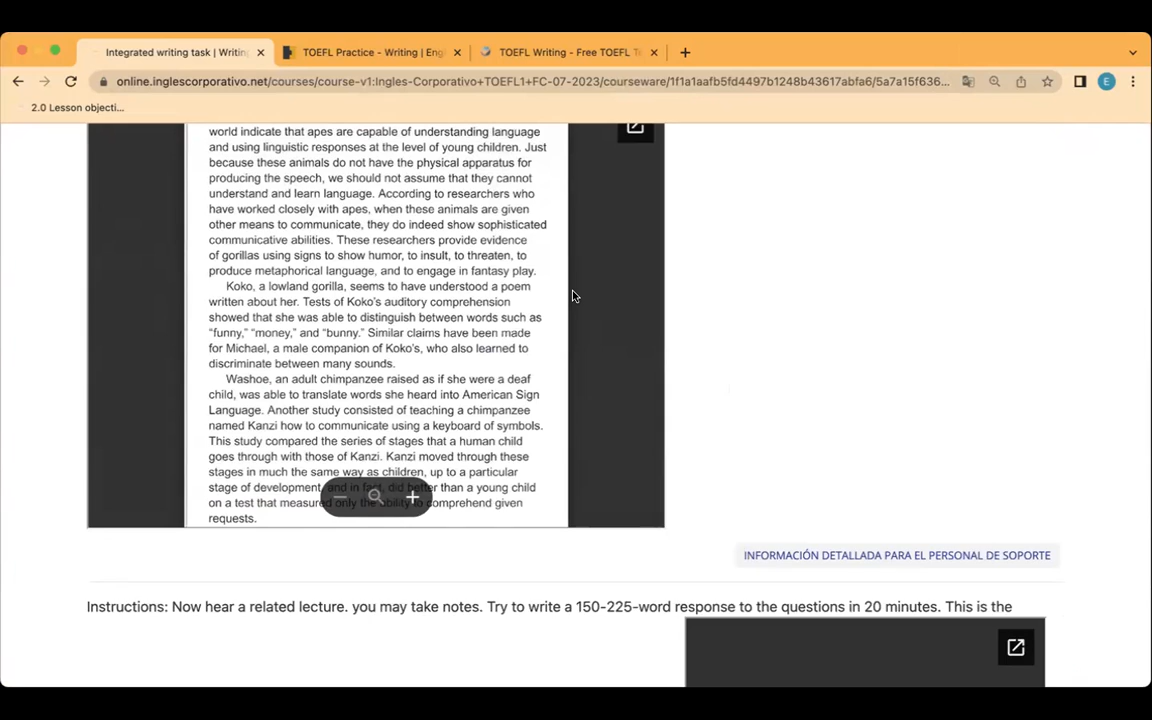 Integrated writing task | Writin
TOEFL Practice - Writing | Eng
TOEFL Writing - Free TOEFL Te
online.inglescorporativo.net/courses/course-v1:Ingles-Corporativo+TOEFL1+FC-07-2023/courseware/1f1a1aafb5fd4497b1248b43617abfa6/5a7a15f636...
E
2.0 Lesson objecti...
world indicate that apes are capable of understanding language
and using linguistic responses at the level of young children. Just
because these animals do not have the physical apparatus for
producing the speech, we should not assume that they cannot
understand and learn language. According to researchers who
have worked closely with apes, when these animals are given
other means to communicate, they do indeed show sophisticated
communicative abilities. These researchers provide evidence
of gorillas using signs to show humor, to insult, to threaten, to
produce metaphorical language, and to engage in fantasy play.
Koko, a lowland gorilla, seems to have understood a poem
written about her. Tests of Koko's auditory comprehension
showed that she was able to distinguish between words such as
“funny,” “money,” and “bunny.” Similar claims have been made
for Michael, a male companion of Koko's, who also learned to
discriminate between many sounds.
Washoe, an adult chimpanzee raised as if she were a deaf
child, was able to translate words she heard into American Sign
Language. Another study consisted of teaching a chimpanzee
named Kanzi how to communicate using a keyboard of symbols.
This study compared the series of stages that a human child
goes through with those of Kanzi. Kanzi moved through these
stages in much the same way as children, up to a particular
stage of development, and in fact, did better than a young child
on a test that measured only the ability to comprehend given
requests.
INFORMACIÓN DETALLADA PARA EL PERSONAL DE SOPORTE
Instructions: Now hear a related lecture. you may take notes. Try to write a 150-225-word response to the questions in 20 minutes. This is the